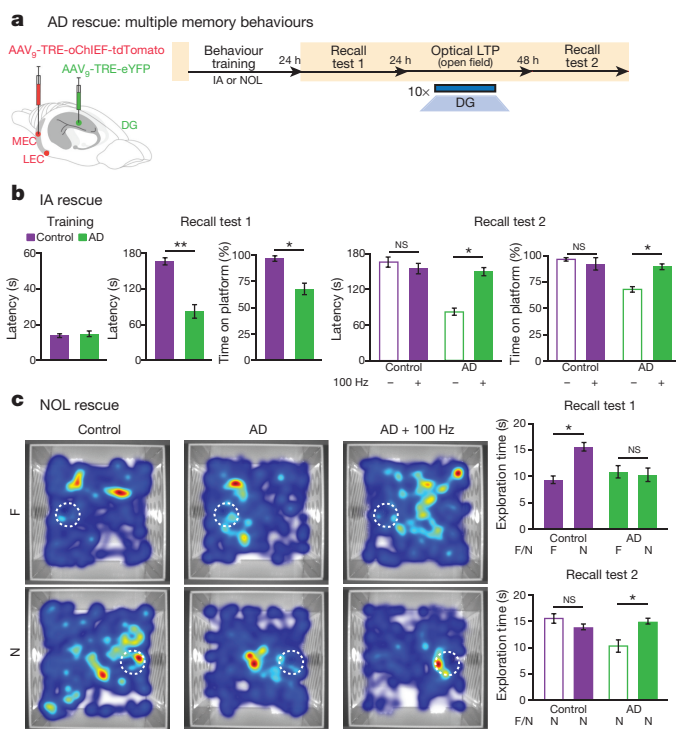 a AD rescue: multiple memory behaviours
AAV9-TRE-oChIEF-tdTomato
AAV9-TRE-eYFP
DG
MEC
LEC
Behaviour training
IA or NOL
24 h
Recall test 1
24 h
Optical LTP (open field)
48 h
Recall test 2
10×
DG
b IA rescue
Training
Control AD
Latency (s)
60
40
20
0
Recall test 1
Latency (s)
180
120
60
0
**
Time on platform (%)
100
75
50
25
*
Recall test 2
Latency (s)
180
120
60
0
NS
*
Control AD
100 Hz − + − +
Time on platform (%)
100
75
50
25
NS
*
Control AD
− + − +
c NOL rescue
Control AD AD + 100 Hz
F
N
Recall test 1
Exploration time (s)
20
15
10
5
0
*
NS
Control AD
F/N F N F N
Recall test 2
Exploration time (s)
20
15
10
5
0
NS
*
Control AD
F/N N N N N